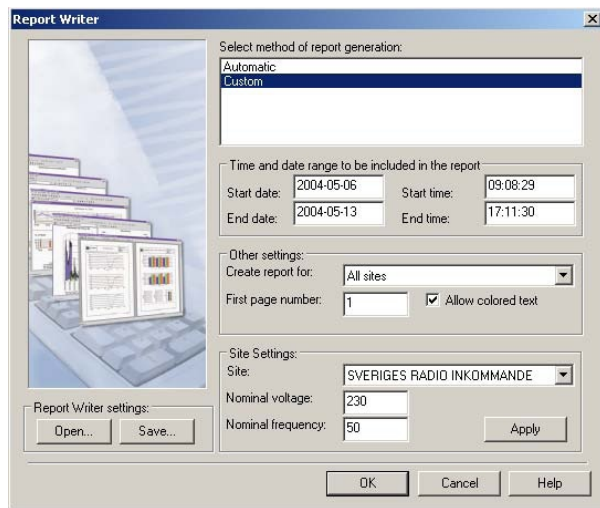 Report Writer
Select method of report generation:
Automatic
Custom
Time and date range to be included in the report
Start date: 2004-05-06 Start time: 09:08:29
End date: 2004-05-13 End time: 17:11:30
Other settings:
Create report for: All sites
First page number: 1 Allow colored text
Site Settings:
Site: SVERIGES RADIO INKOMMANDE
Nominal voltage: 230
Nominal frequency: 50 Apply
Report Writer settings:
Open... Save...
OK Cancel Help